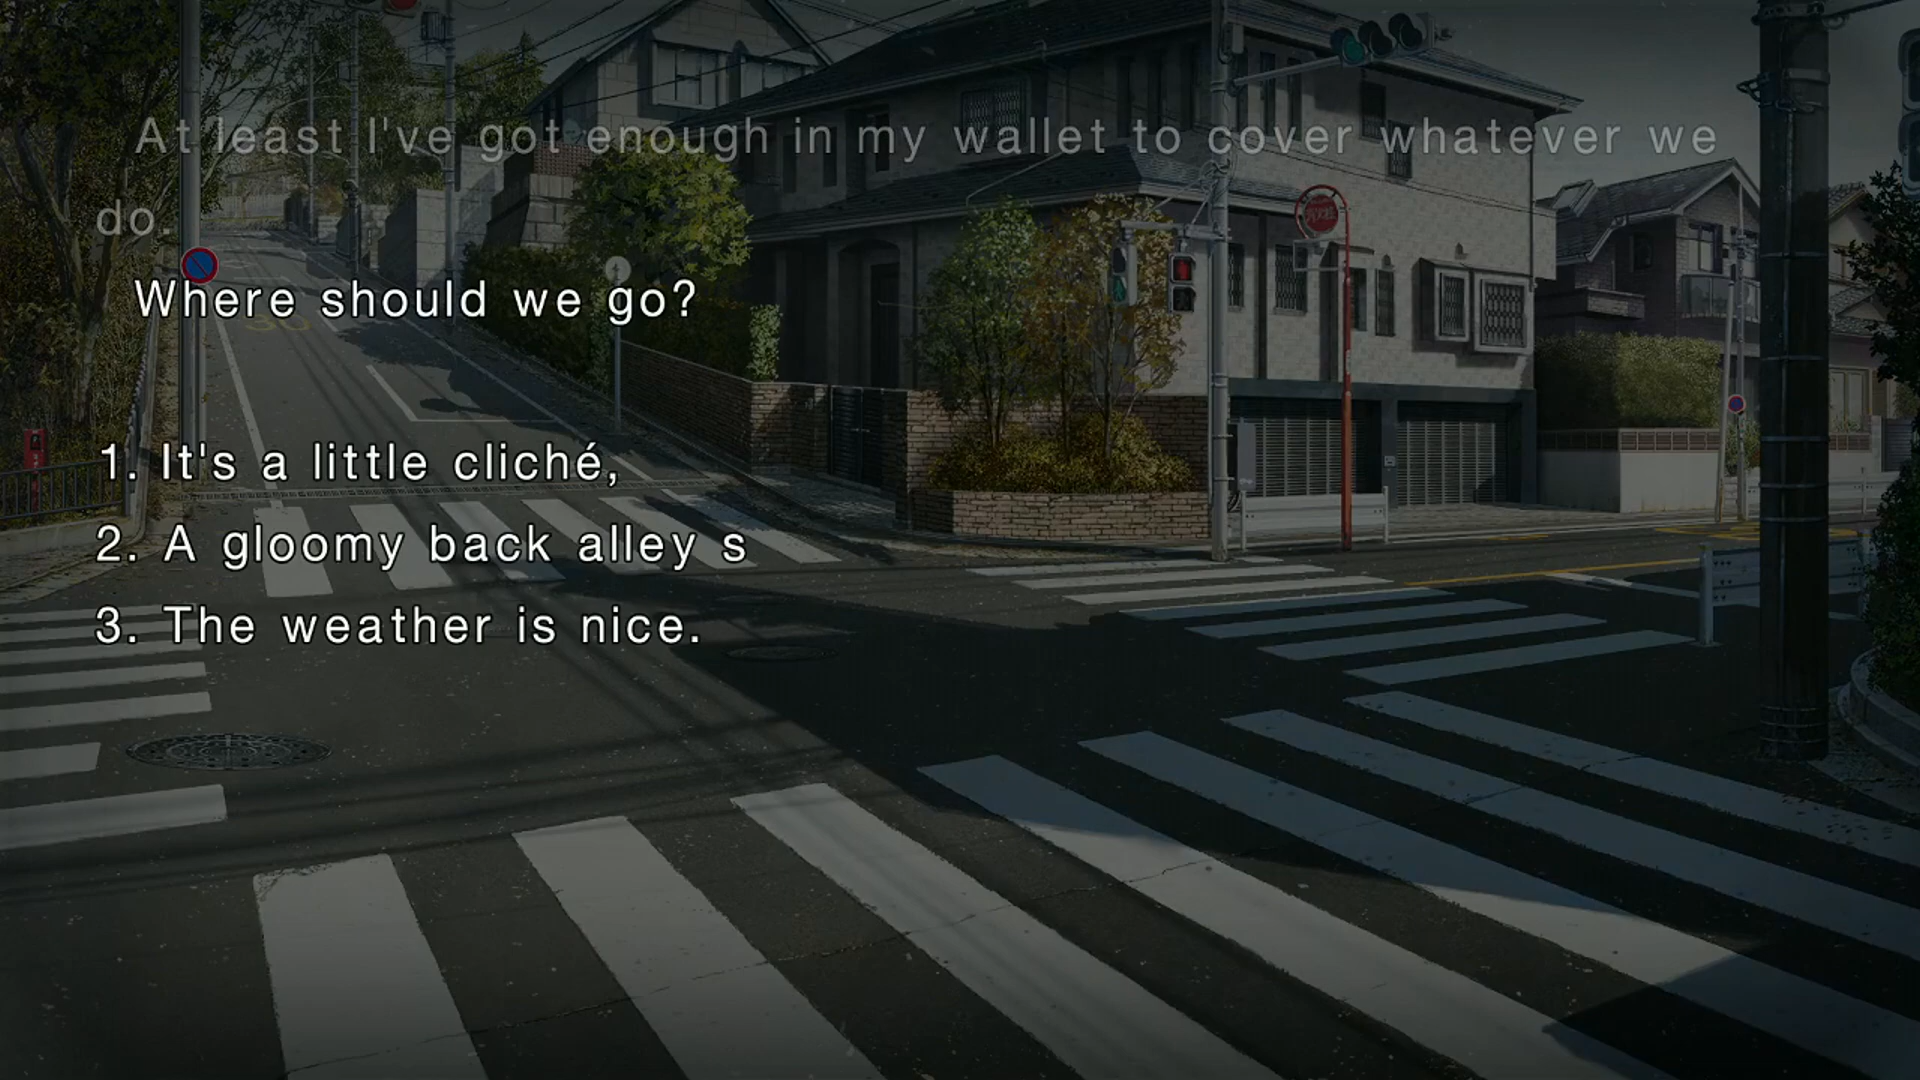 At least I've got enough in my wallet to cover whatever we
do.
Where should we go?
1. It's a little cliché,
2. A gloomy back alley s
3. The weather is nice.